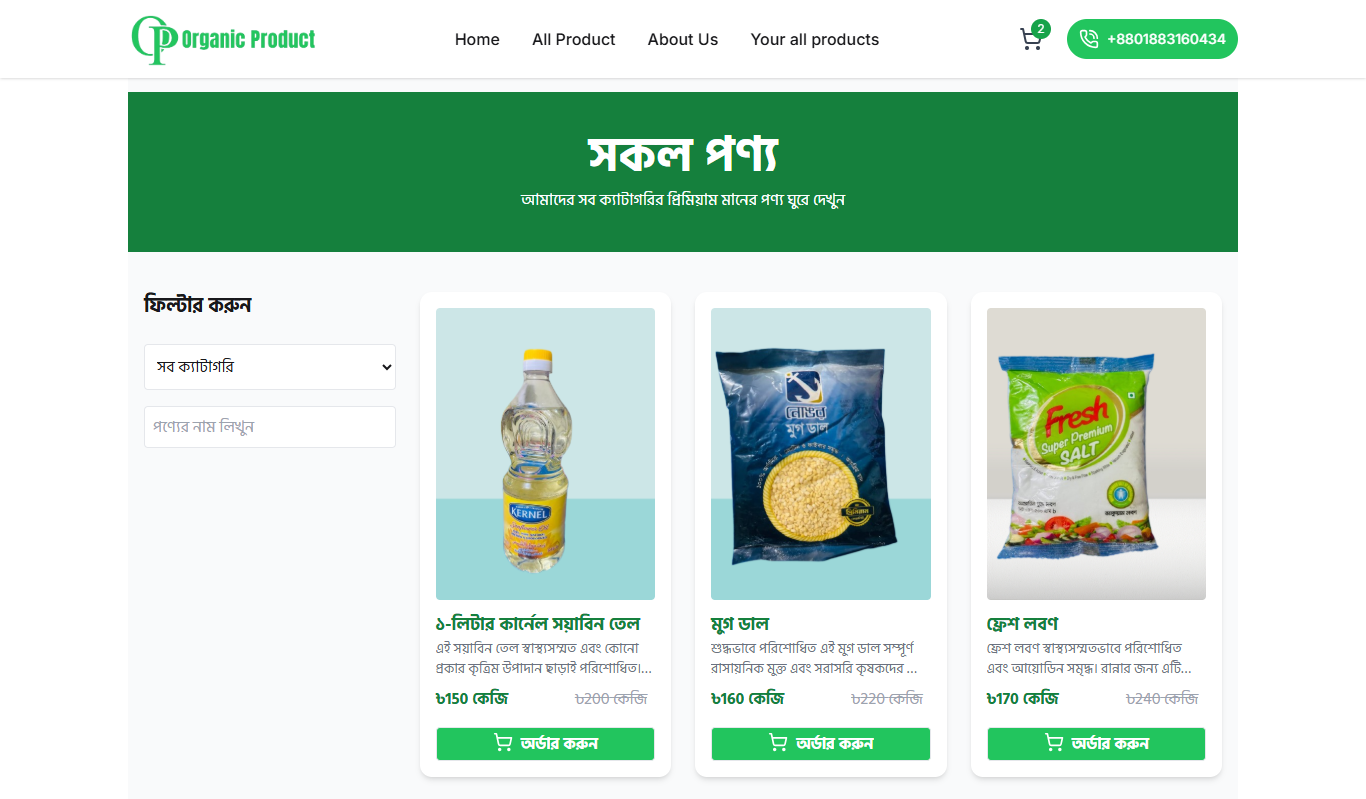 OP Organic Product
Home
All Product
About Us
Your all products
2
+8801883160434
সকল পণ্য
আমাদের সব ক্যাটাগরির প্রিমিয়াম মানের পণ্য ঘুরে দেখুন
ফিল্টার করুন
সব ক্যাটাগরি
পণ্যের নাম লিখুন
KERNEL
১-লিটার কার্নেল সয়াবিন তেল
এই সয়াবিন তেল স্বাস্থ্যসম্মত এবং কোনো
প্রকার কৃত্রিম উপাদান ছাড়াই পরিশোধিত।...
৳150 কেজি
৳200 কেজি
অর্ডার করুন
নোঙর
মুগ ডাল
মুগ ডাল
শুদ্ধভাবে পরিশোধিত এই মুগ ডাল সম্পূর্ণ
রাসায়নিক মুক্ত এবং সরাসরি কৃষকদের ...
৳160 কেজি
৳220 কেজি
অর্ডার করুন
Fresh
Super Premium
SALT
ফ্রেশ লবণ
ফ্রেশ লবণ স্বাস্থ্যসম্মতভাবে পরিশোধিত
এবং আয়োডিন সমৃদ্ধ। রান্নার জন্য এটি...
৳170 কেজি
৳240 কেজি
অর্ডার করুন